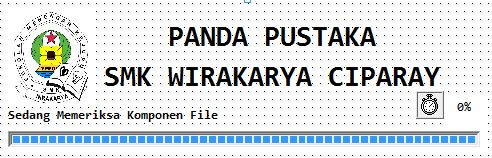 PANDA PUSTAKA
SMK WIRAKARYA CIPARAY
0%
Sedang Memeriksa Komponen File